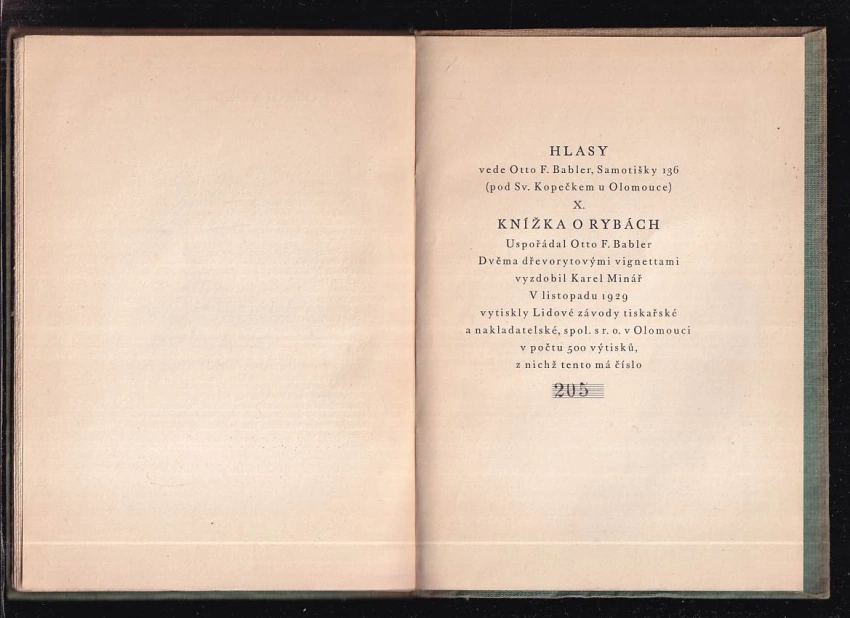 HLASY
vede Otto F. Babler, Samotišky 136
(pod Sv. Kopečkem u Olomouce)
X.
KNÍŽKA O RYBÁCH
Uspořádal Otto F. Babler
Dvěma dřevorytovými vignettami
vyzdobil Karel Minář
V listopadu 1929
vytiskly Lidové závody tiskařské
a nakladatelské, spol. s r. o. v Olomouci
v počtu 500 výtisků,
z nichž tento má číslo
205